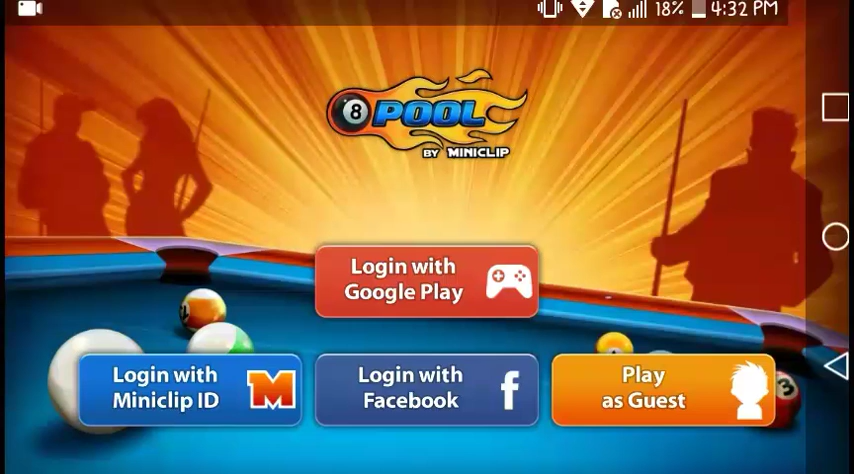 18% 4:32 PM
8
POOL
BY MINICLIP
Login with
Google Play
Login with
Miniclip ID
Login with
Facebook
Play
as Guest
3